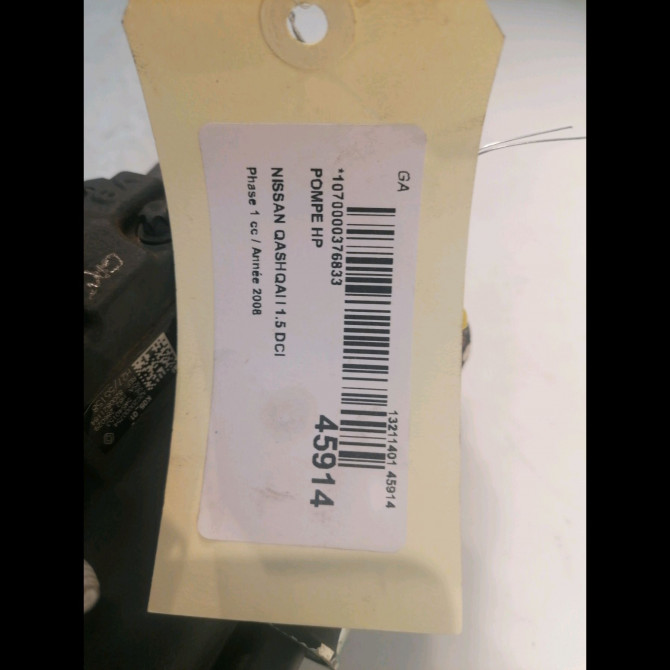 GA
13211401 45914
*1070000376833
45914
POMPE HP
NISSAN QASHQAI I 1.5 DCI
Phase 1 cc / Année 2008